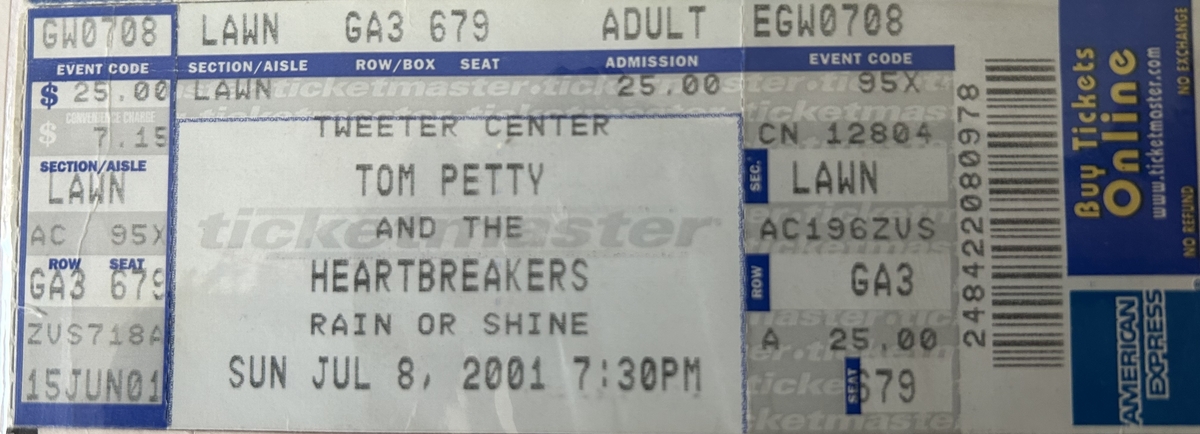 GW0708 LAWN GA3 679 ADULT EGW0708
EVENT CODE SECTION/AISLE ROW/BOX SEAT ADMISSION EVENT CODE
$ 25.00 LAWN 25.00 95X
CONVENIENCE CHARGE
$ 7.15
SECTION/AISLE
LAWN
AC 95X
ROW SEAT
GA3 679
ZVS718A
15JUN01
TWEETER CENTER
TOM PETTY
AND THE
HEARTBREAKERS
RAIN OR SHINE
SUN JUL 8, 2001 7:30PM
ticketmaster
CN 12804
SEC. LAWN
AC196ZVS
ROW GA3
A 25.00
SEAT 679
248422080978
Buy Tickets
Online
www.ticketmaster.com
NO REFUND NO EXCHANGE
AMERICAN
EXPRESS